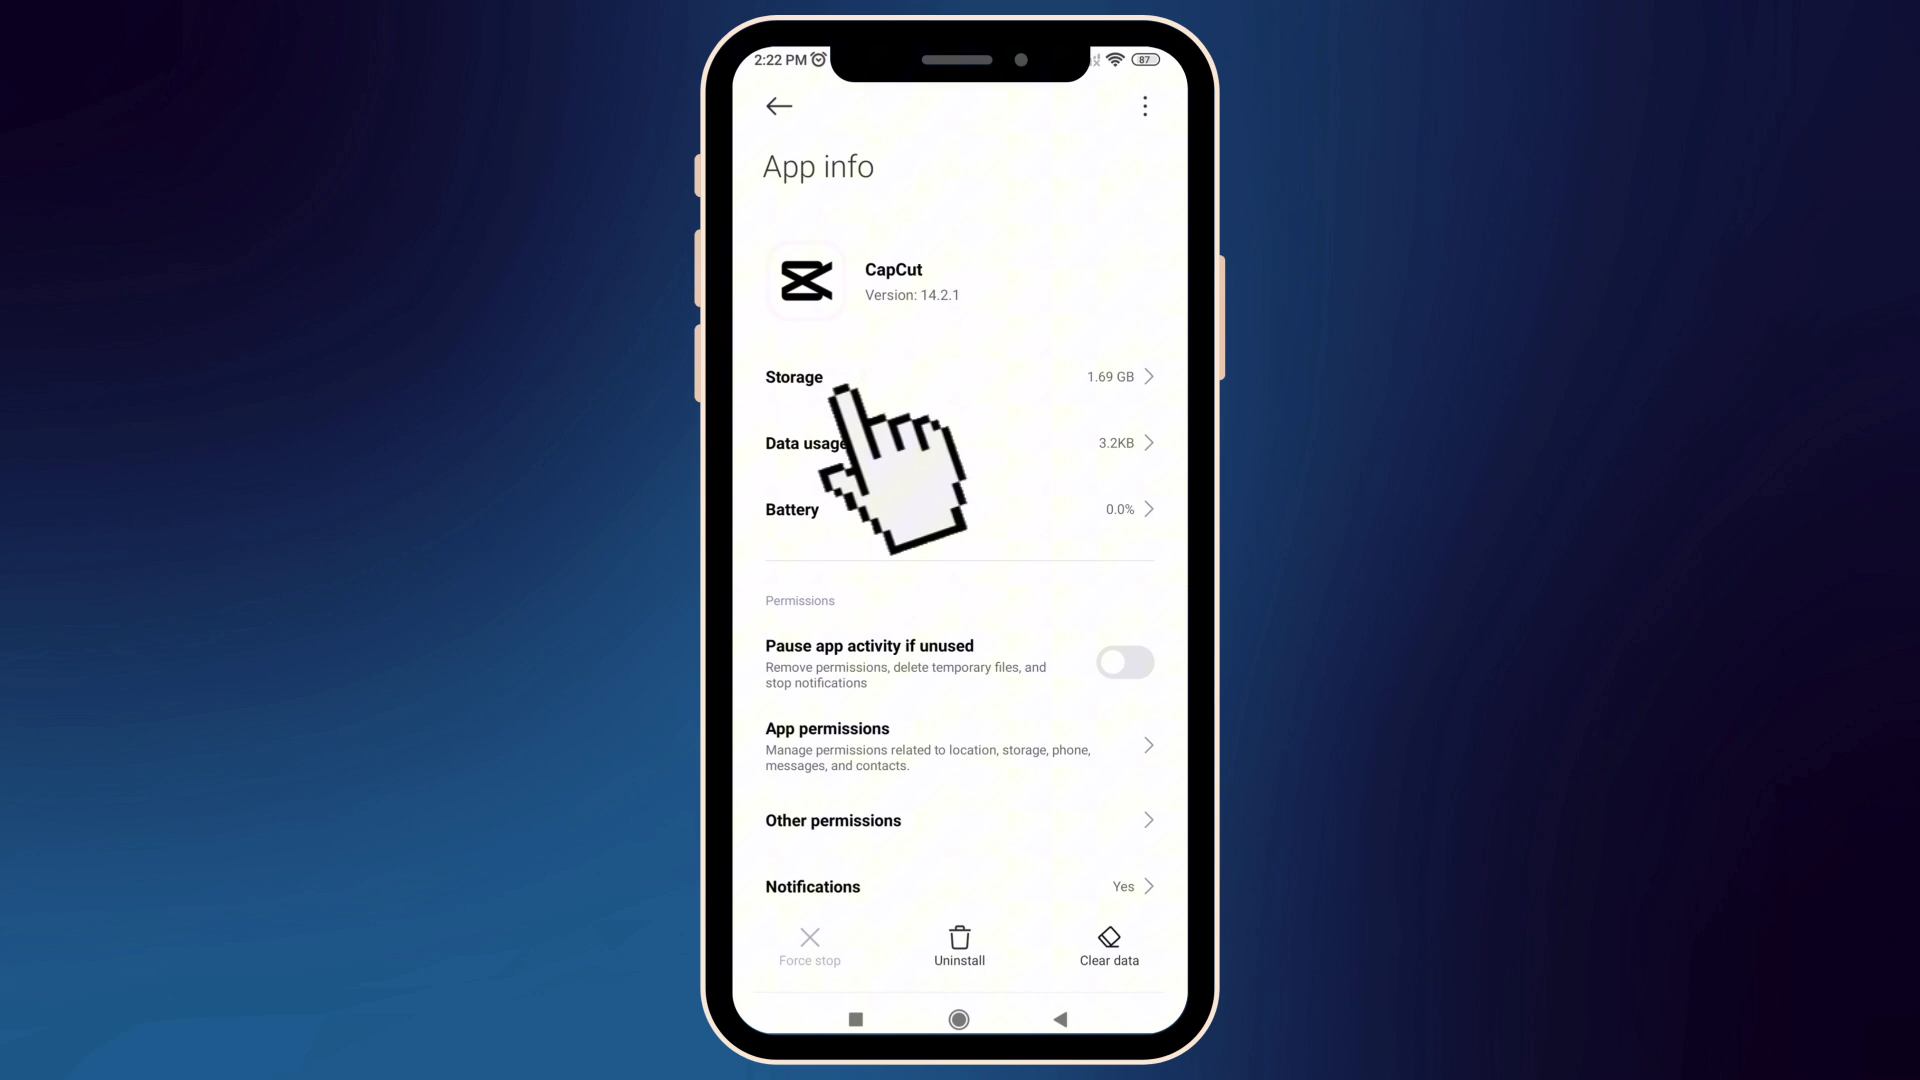 2:22 PM
87
App info
CapCut
Version: 14.2.1
Storage
1.69 GB
Data usage
3.2KB
Battery
0.0%
Permissions
Pause app activity if unused
Remove permissions, delete temporary files, and
stop notifications
App permissions
Manage permissions related to location, storage, phone,
messages, and contacts.
Other permissions
Notifications
Yes
Force stop
Uninstall
Clear data